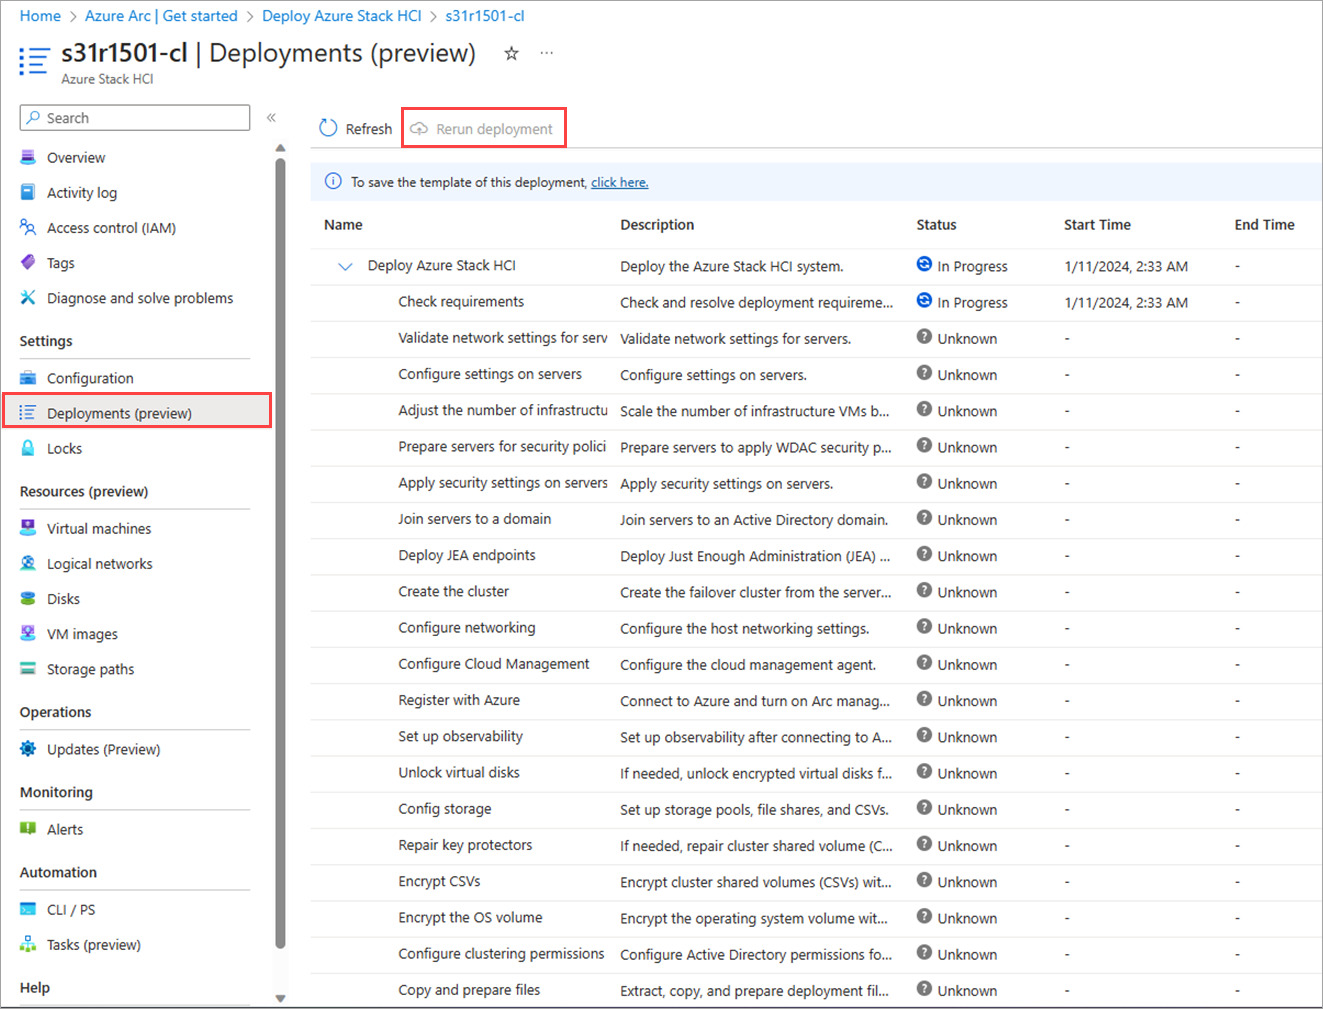 Home > Azure Arc | Get started > Deploy Azure Stack HCI > s31r1501-cl
s31r1501-cl | Deployments (preview)
Azure Stack HCI
Search
Overview
Activity log
Access control (IAM)
Tags
Diagnose and solve problems
Settings
Configuration
Deployments (preview)
Locks
Resources (preview)
Virtual machines
Logical networks
Disks
VM images
Storage paths
Operations
Updates (Preview)
Monitoring
Alerts
Automation
CLI / PS
Tasks (preview)
Help
Refresh Rerun deployment
To save the template of this deployment, click here.
Name Description Status Start Time End Time
Deploy Azure Stack HCI Deploy the Azure Stack HCI system. In Progress 1/11/2024, 2:33 AM -
Check requirements Check and resolve deployment requireme... In Progress 1/11/2024, 2:33 AM -
Validate network settings for serv Validate network settings for servers. Unknown - -
Configure settings on servers Configure settings on servers. Unknown - -
Adjust the number of infrastructu Scale the number of infrastructure VMs b... Unknown - -
Prepare servers for security polici Prepare servers to apply WDAC security p... Unknown - -
Apply security settings on servers Apply security settings on servers. Unknown - -
Join servers to a domain Join servers to an Active Directory domain. Unknown - -
Deploy JEA endpoints Deploy Just Enough Administration (JEA) ... Unknown - -
Create the cluster Create the failover cluster from the server... Unknown - -
Configure networking Configure the host networking settings. Unknown - -
Configure Cloud Management Configure the cloud management agent. Unknown - -
Register with Azure Connect to Azure and turn on Arc manag... Unknown - -
Set up observability Set up observability after connecting to A... Unknown - -
Unlock virtual disks If needed, unlock encrypted virtual disks f... Unknown - -
Config storage Set up storage pools, file shares, and CSVs. Unknown - -
Repair key protectors If needed, repair cluster shared volume (C... Unknown - -
Encrypt CSVs Encrypt cluster shared volumes (CSVs) wit... Unknown - -
Encrypt the OS volume Encrypt the operating system volume wit... Unknown - -
Configure clustering permissions Configure Active Directory permissions fo... Unknown - -
Copy and prepare files Extract, copy, and prepare deployment fil... Unknown - -